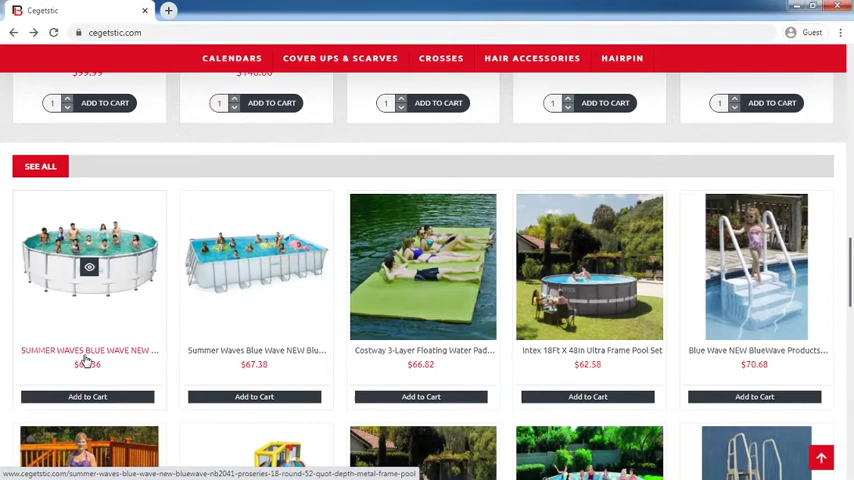 Cegetstic
cegetstic.com
Guest
CALENDARS COVER UPS & SCARVES CROSSES HAIR ACCESSORIES HAIRPIN
1 ADD TO CART 1 ADD TO CART 1 ADD TO CART 1 ADD TO CART 1 ADD TO CART
SEE ALL
SUMMER WAVES BLUE WAVE NEW ... Summer Waves Blue Wave NEW Blu... Costway 3-Layer Floating Water Pad... Intex 18Ft X 48In Ultra Frame Pool Set Blue Wave NEW BlueWave Products...
$67.38 $66.82 $62.58 $70.68
Add to Cart Add to Cart Add to Cart Add to Cart Add to Cart
https://cegetstic.com/summer-waves-blue-wave-new-bluewave-nb2041-proseries-18-round-52-quot-depth-metal-frame-pool